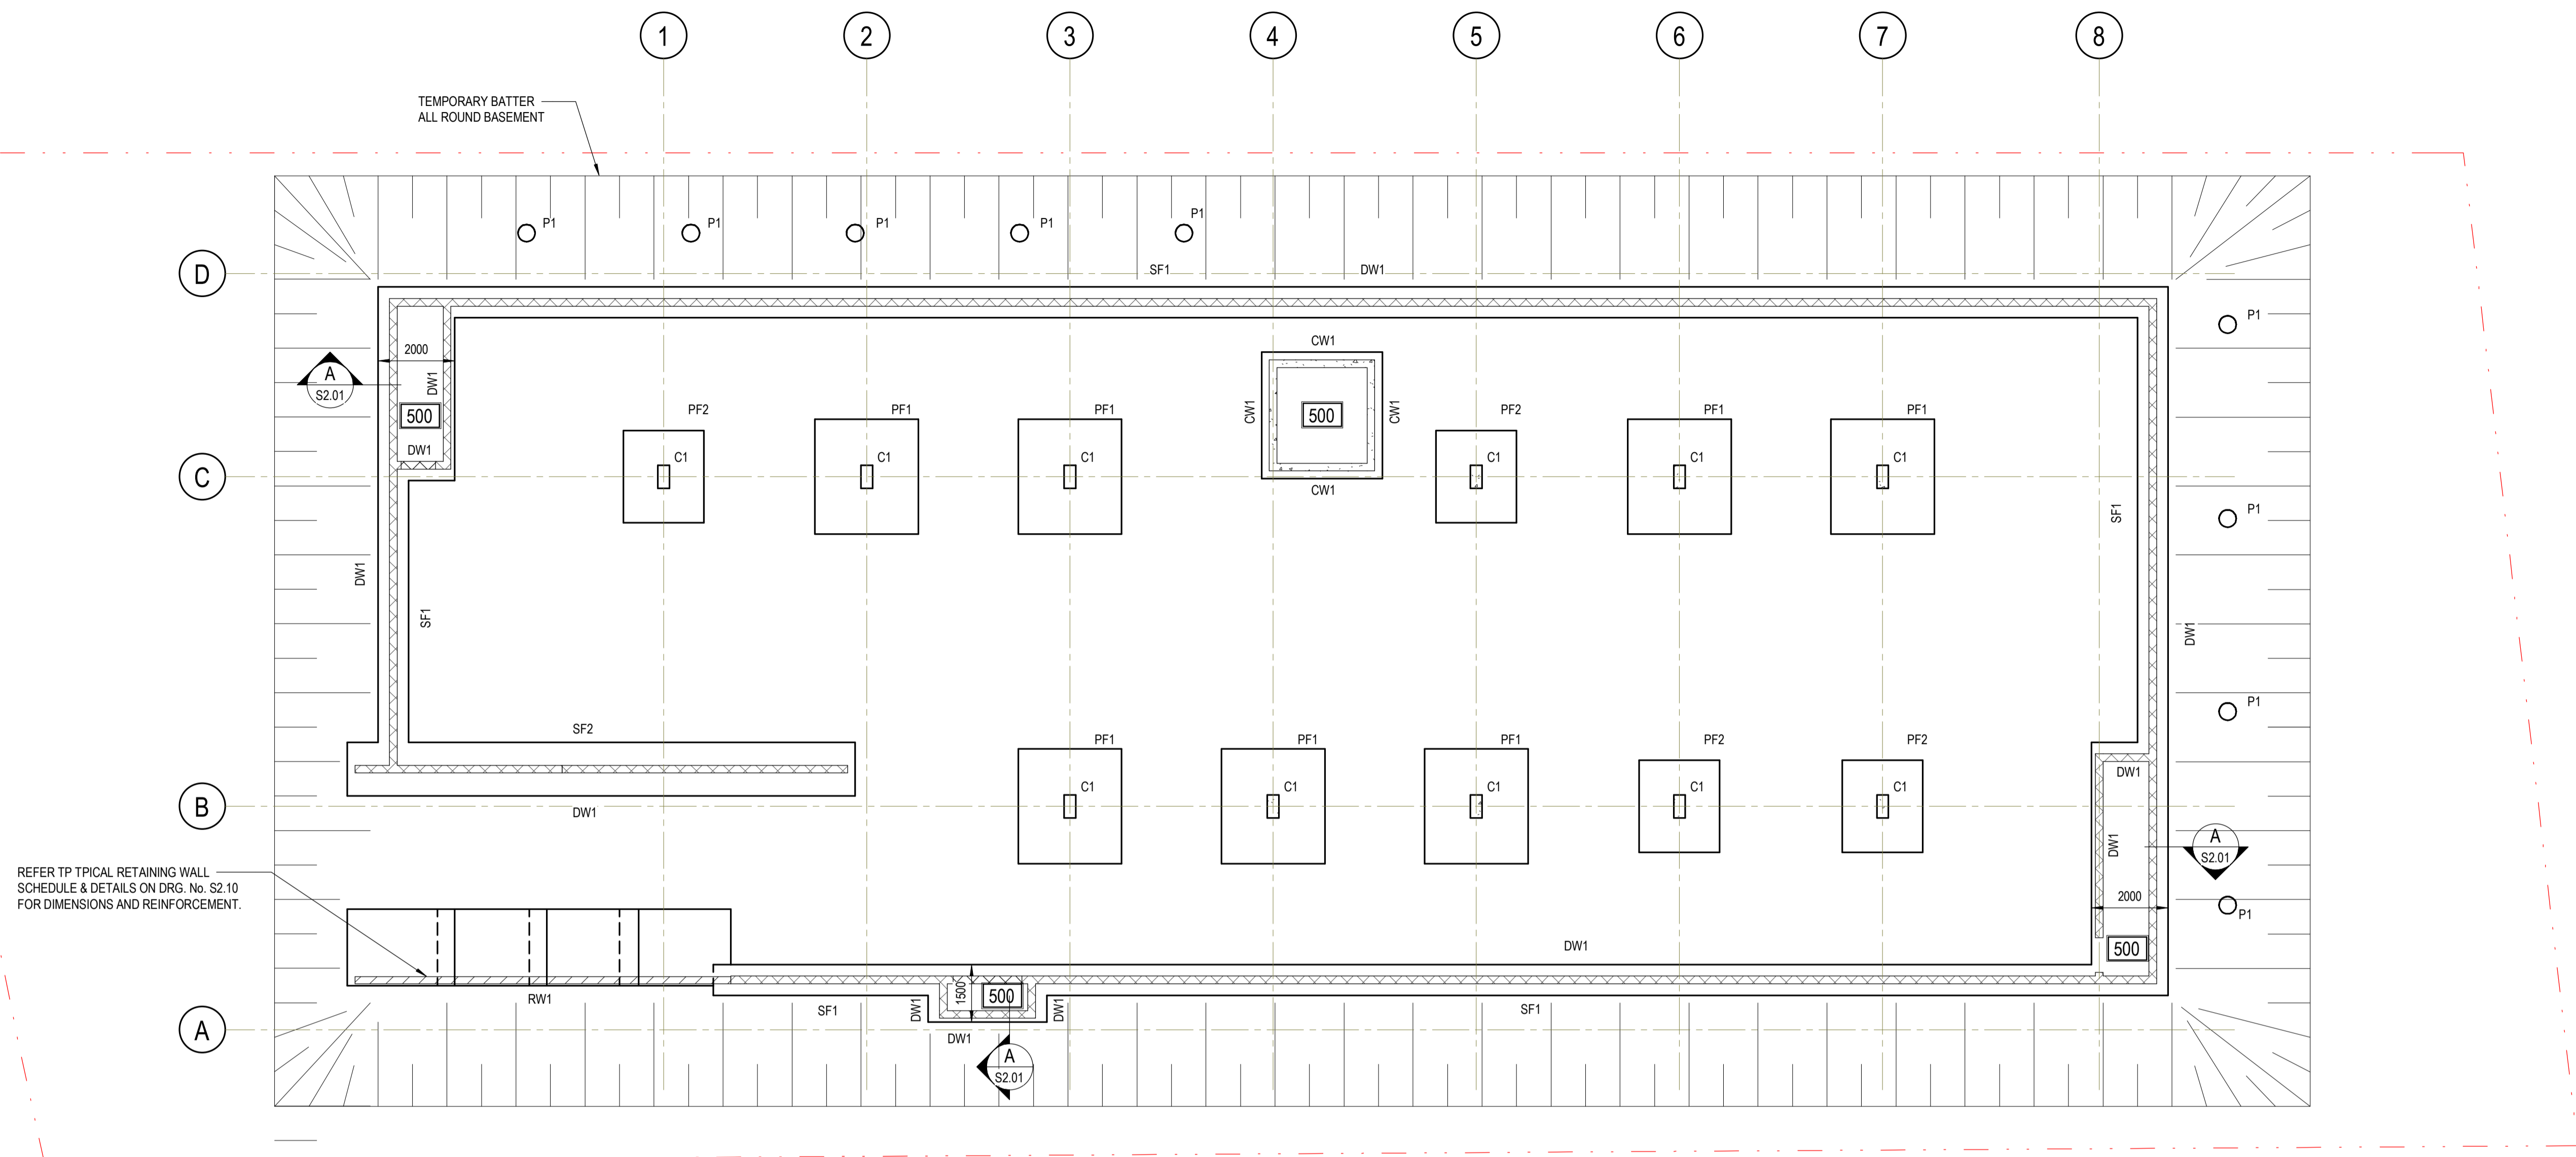 1 2 3 4 5 6 7 8
TEMPORARY BATTER
ALL ROUND BASEMENT
P1 P1 P1 P1 P1
D
SF1 DW1
P1
CW1
2000
A
S2.01
DW1
500
CW1 500 CW1
PF2 PF1 PF1 PF2 PF1 PF1
DW1
C1 C1 C1 C1 C1 C1
C
CW1
SF1
P1
DW1
SF1
DW1
P1
SF2
PF1 PF1 PF1 PF2 PF2
DW1
C1 C1 C1 C1 C1
B
DW1
DW1
A
S2.01
REFER TP TPICAL RETAINING WALL
SCHEDULE & DETAILS ON DRG. No. S2.10
FOR DIMENSIONS AND REINFORCEMENT.
2000
P1
DW1
500
RW1
1500
500
SF1
DW1
DW1
SF1
A
DW1
A
S2.01